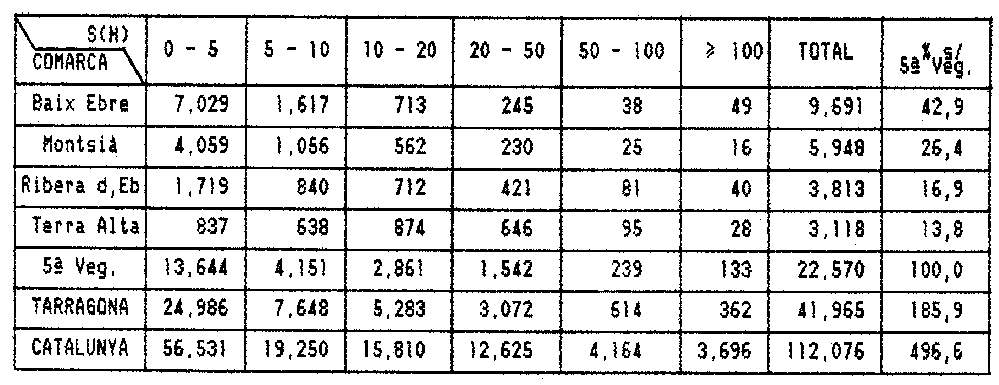 S(H) 0 - 5 5 - 10 10 - 20 20 - 50 50 - 100 ≥ 100 TOTAL % s/
COMARCA 5ª Veg.
Baix Ebre 7,029 1,617 713 245 38 49 9,691 42,9
Montsià 4,059 1,056 562 230 25 16 5,948 26,4
Ribera d,Eb 1,719 840 712 421 81 40 3,813 16,9
Terra Alta 837 638 874 646 95 28 3,118 13,8
5ª Veg. 13,644 4,151 2,861 1,542 239 133 22,570 100,0
TARRAGONA 24,986 7,648 5,283 3,072 614 362 41,965 185,9
CATALUNYA 56,531 19,250 15,810 12,625 4,164 3,696 112,076 496,6